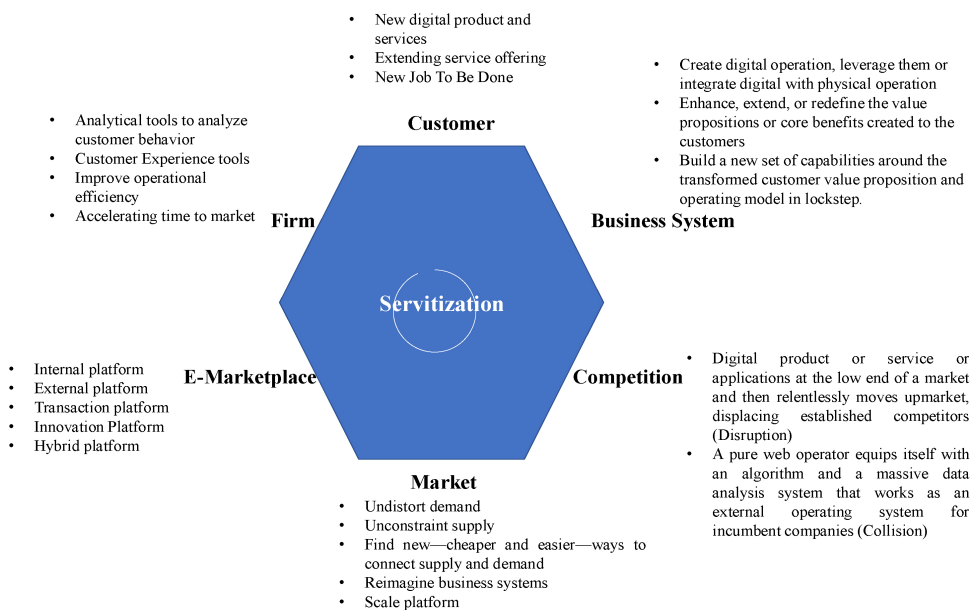 • New digital product and
services
• Extending service offering
• New Job To Be Done
Customer
• Create digital operation, leverage them or
integrate digital with physical operation
• Enhance, extend, or redefine the value
propositions or core benefits created to the
customers
• Build a new set of capabilities around the
transformed customer value proposition and
operating model in lockstep.
Business System
• Analytical tools to analyze
customer behavior
• Customer Experience tools
• Improve operational
efficiency
• Accelerating time to market
Firm
Servitization
• Internal platform
• External platform
• Transaction platform
• Innovation Platform
• Hybrid platform
E-Marketplace
Competition
• Digital product or service or
applications at the low end of a market
and then relentlessly moves upmarket,
displacing established competitors
(Disruption)
• A pure web operator equips itself with
an algorithm and a massive data
analysis system that works as an
external operating system for
incumbent companies (Collision)
Market
• Undistort demand
• Unconstraint supply
• Find new—cheaper and easier—ways to
connect supply and demand
• Reimagine business systems
• Scale platform